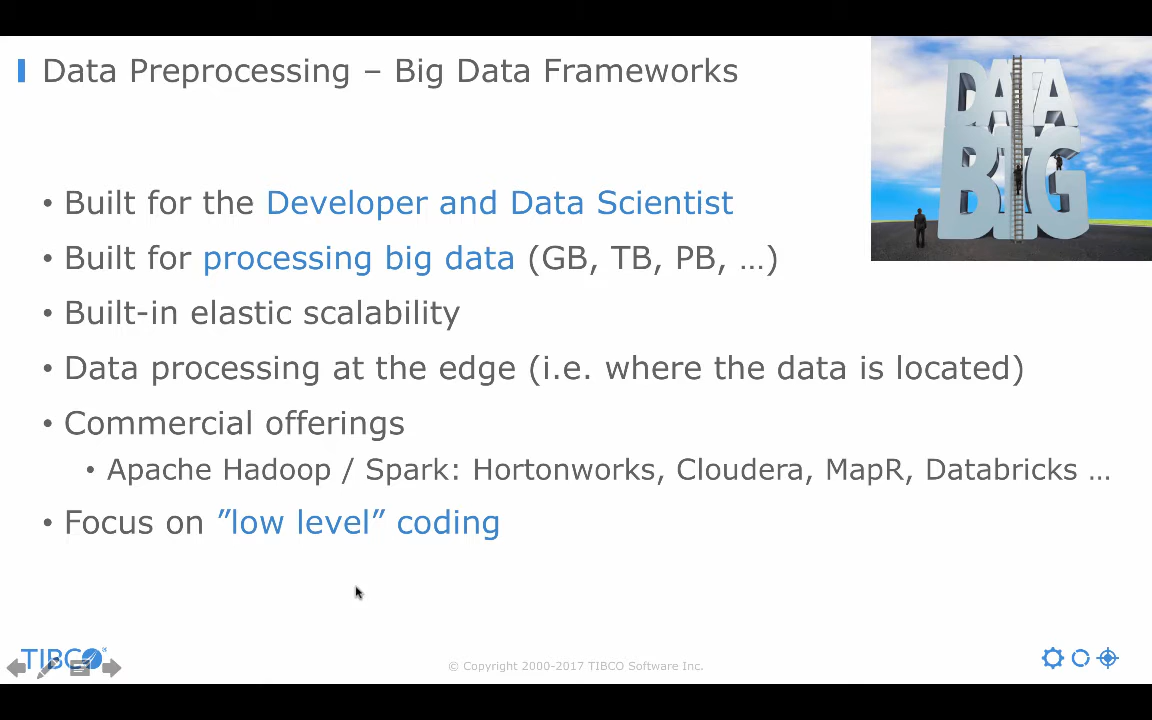 Data Preprocessing – Big Data Frameworks
DATA
BIG
• Built for the Developer and Data Scientist
• Built for processing big data (GB, TB, PB, …)
• Built-in elastic scalability
• Data processing at the edge (i.e. where the data is located)
• Commercial offerings
• Apache Hadoop / Spark: Hortonworks, Cloudera, MapR, Databricks …
• Focus on ”low level” coding
TIBCO®
© Copyright 2000-2017 TIBCO Software Inc.